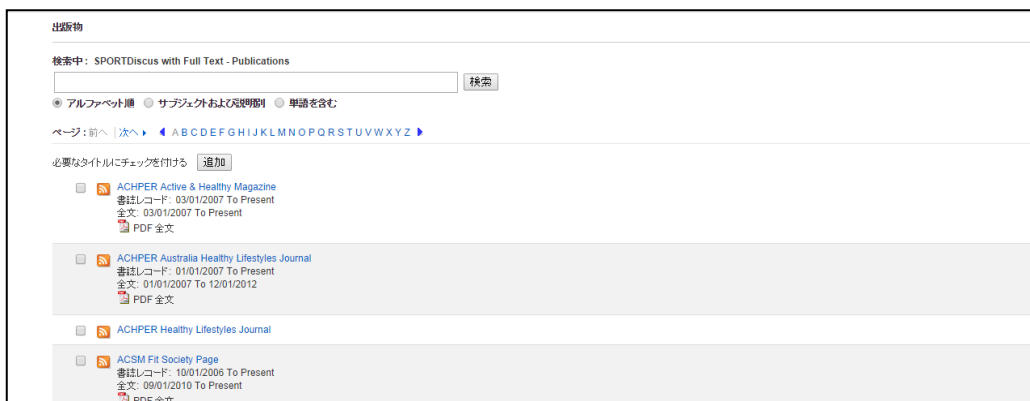 出版物
検索中: SPORTDiscus with Full Text - Publications
検索
アルファベット順 サブジェクトおよび説明別 単語を含む
ページ: 前へ | 次へ A B C D E F G H I J K L M N O P Q R S T U V W X Y Z
必要なタイトルにチェックを付ける 追加
ACHPER Active & Healthy Magazine
書誌レコード: 03/01/2007 To Present
全文: 03/01/2007 To Present
PDF 全文
ACHPER Australia Healthy Lifestyles Journal
書誌レコード: 01/01/2007 To Present
全文: 01/01/2007 To 12/01/2012
PDF 全文
ACHPER Healthy Lifestyles Journal
ACSM Fit Society Page
書誌レコード: 10/01/2006 To Present
全文: 09/01/2010 To Present
PDF 全文